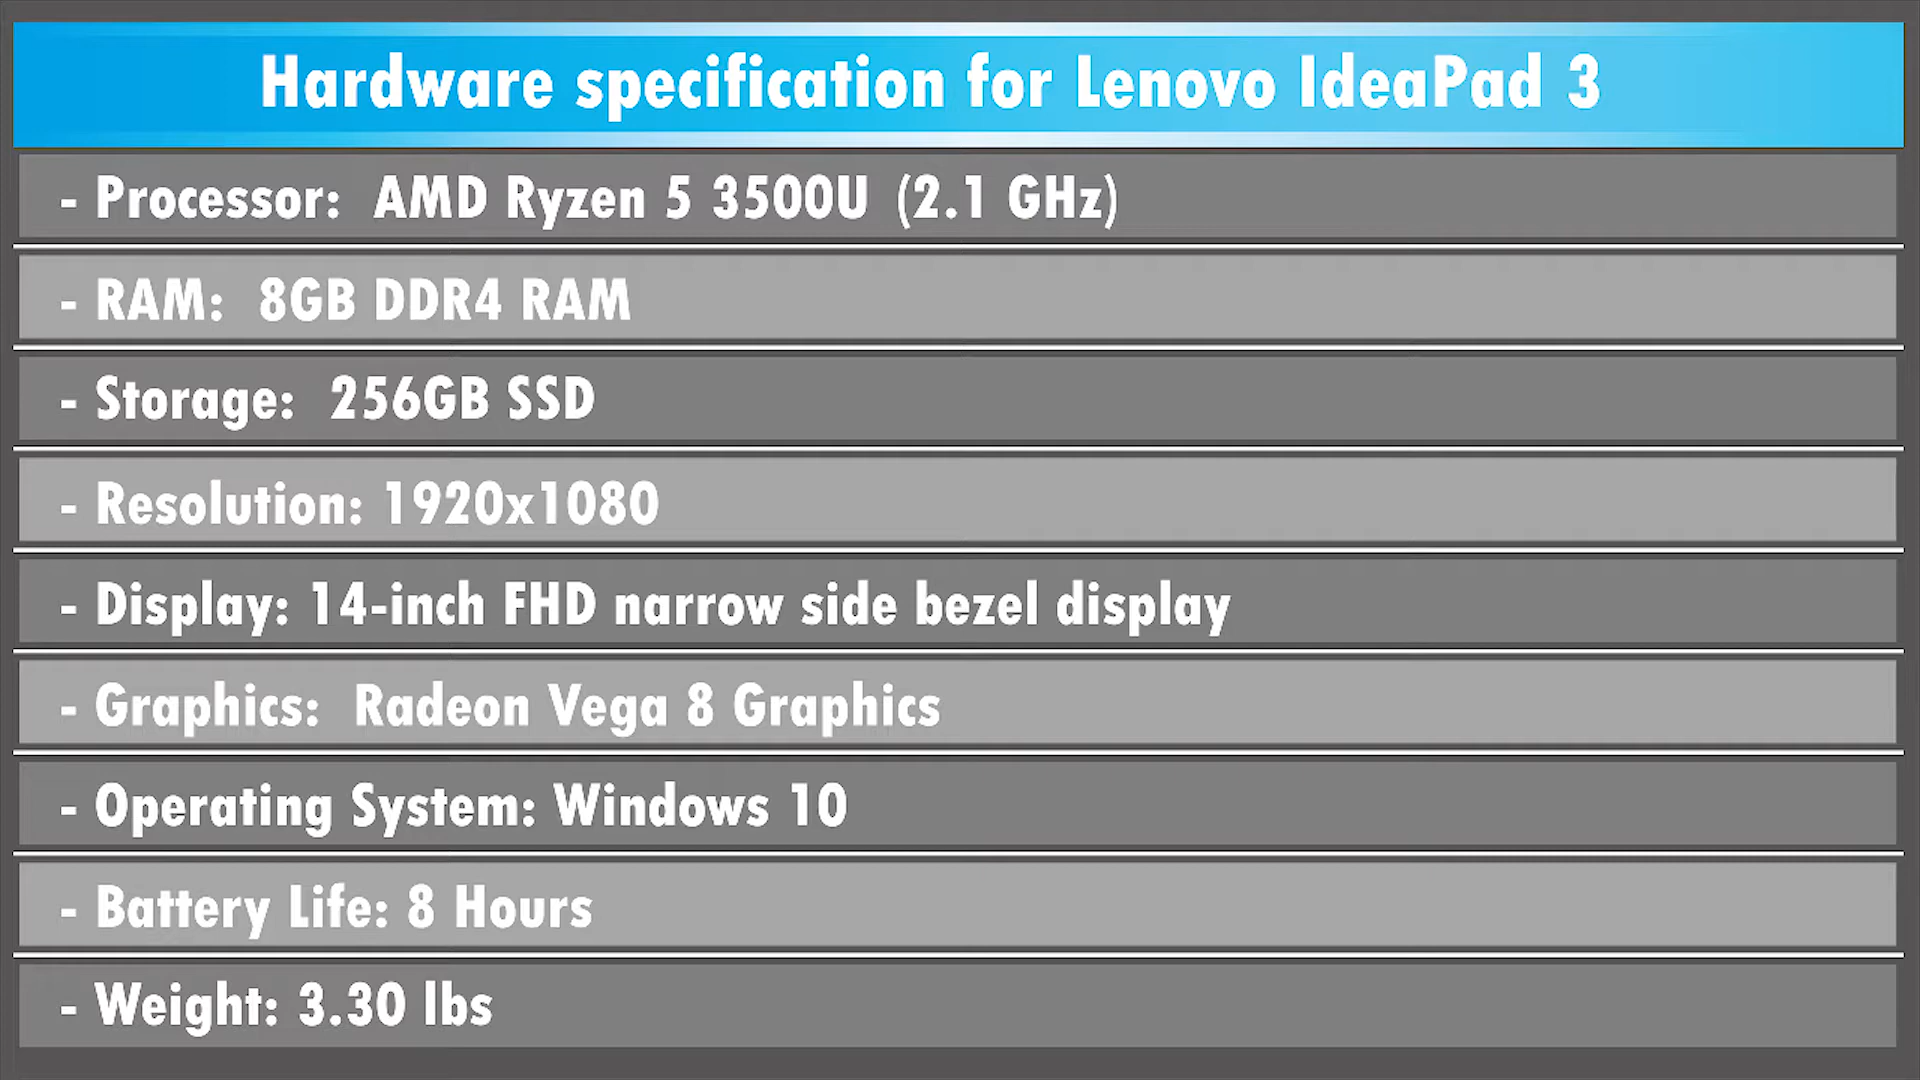 Hardware specification for Lenovo IdeaPad 3
- Processor: AMD Ryzen 5 3500U (2.1 GHz)
- RAM: 8GB DDR4 RAM
- Storage: 256GB SSD
- Resolution: 1920x1080
- Display: 14-inch FHD narrow side bezel display
- Graphics: Radeon Vega 8 Graphics
- Operating System: Windows 10
- Battery Life: 8 Hours
- Weight: 3.30 lbs